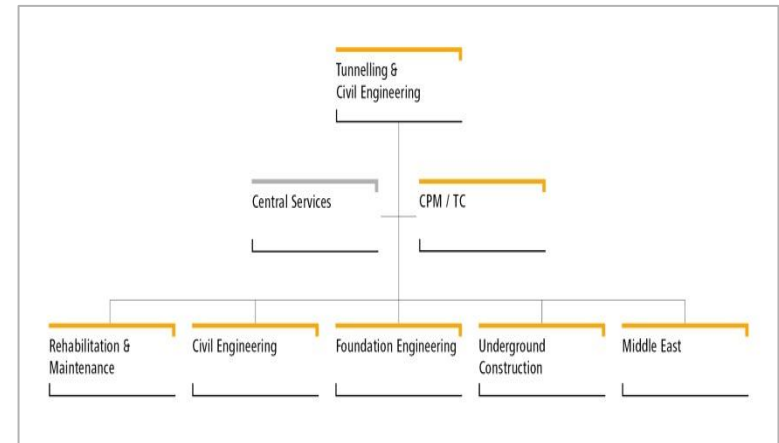 Tunnelling &
Civil Engineering
Central Services
CPM / TC
Rehabilitation &
Maintenance
Civil Engineering
Foundation Engineering
Underground
Construction
Middle East